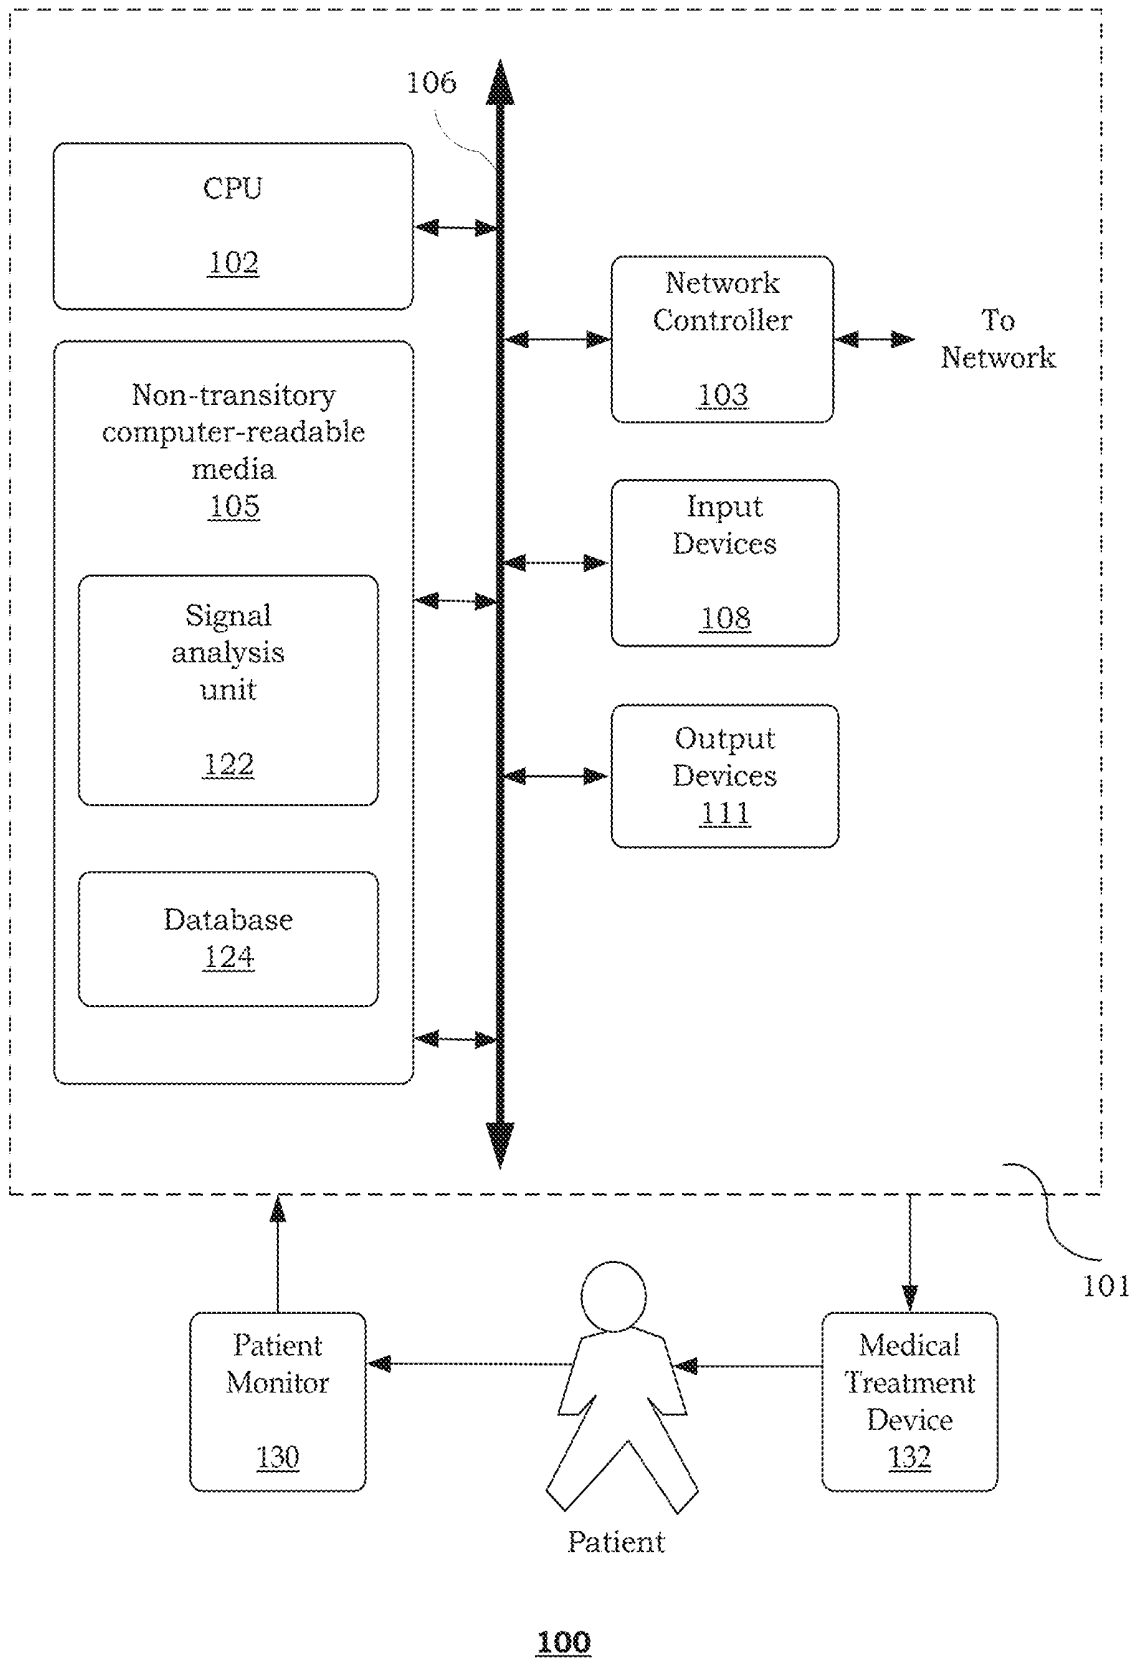 106
CPU
102
Network
Controller
103
To
Network
Non-transitory
computer-readable
media
105
Input
Devices
108
Signal
analysis
unit
122
Output
Devices
111
Database
124
101
Patient
Monitor
130
Medical
Treatment
Device
132
Patient
100